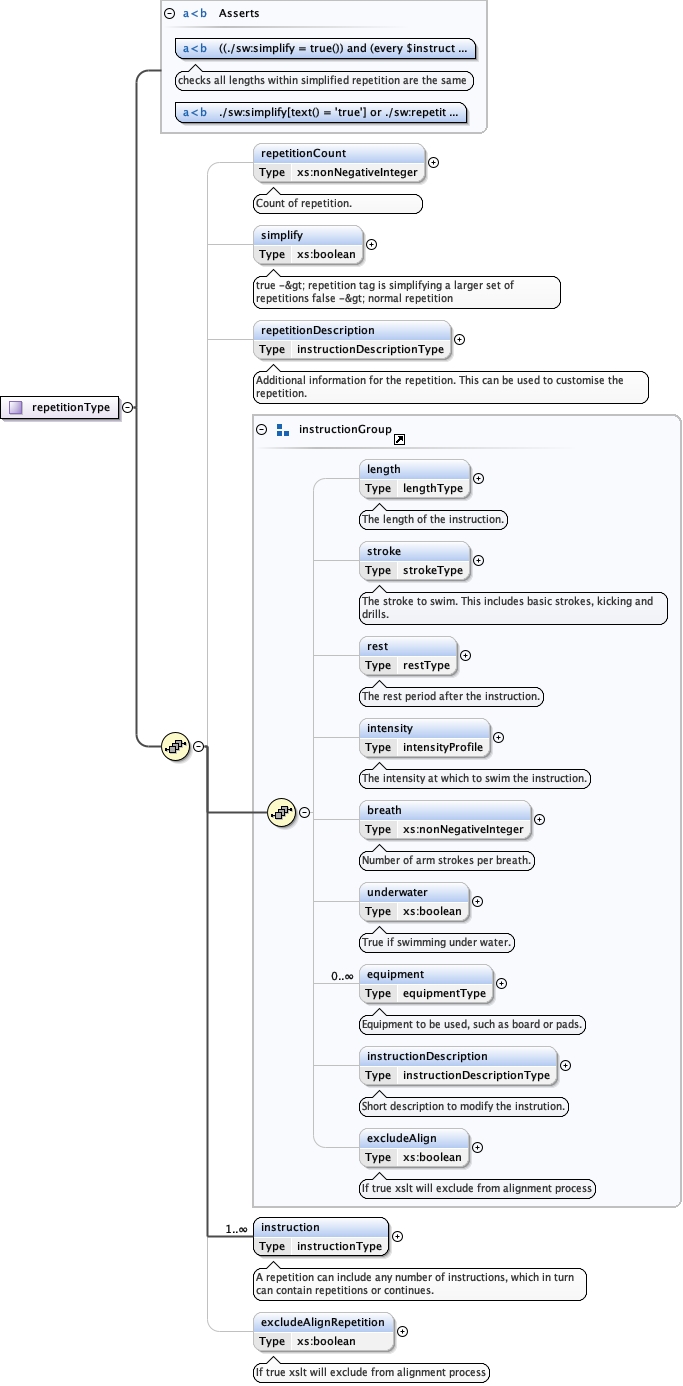 a<b Asserts
a<b ((./sw:simplify = true()) and (every $instruct ...
checks all lengths within simplified repetition are the same
a<b ./sw:simplify[text() = 'true'] or ./sw:repetit ...
repetitionCount
Type xs:nonNegativeInteger
Count of repetition.
simplify
Type xs:boolean
true -&gt; repetition tag is simplifying a larger set of
repetitions false -&gt; normal repetition
repetitionDescription
Type instructionDescriptionType
Additional information for the repetition. This can be used to customise the
repetition.
repetitionType
instructionGroup
length
Type lengthType
The length of the instruction.
stroke
Type strokeType
The stroke to swim. This includes basic strokes, kicking and
drills.
rest
Type restType
The rest period after the instruction.
intensity
Type intensityProfile
The intensity at which to swim the instruction.
breath
Type xs:nonNegativeInteger
Number of arm strokes per breath.
underwater
Type xs:boolean
True if swimming under water.
0..∞ equipment
Type equipmentType
Equipment to be used, such as board or pads.
instructionDescription
Type instructionDescriptionType
Short description to modify the instrution.
excludeAlign
Type xs:boolean
If true xslt will exclude from alignment process
1..∞ instruction
Type instructionType
A repetition can include any number of instructions, which in turn
can contain repetitions or continues.
excludeAlignRepetition
Type xs:boolean
If true xslt will exclude from alignment process